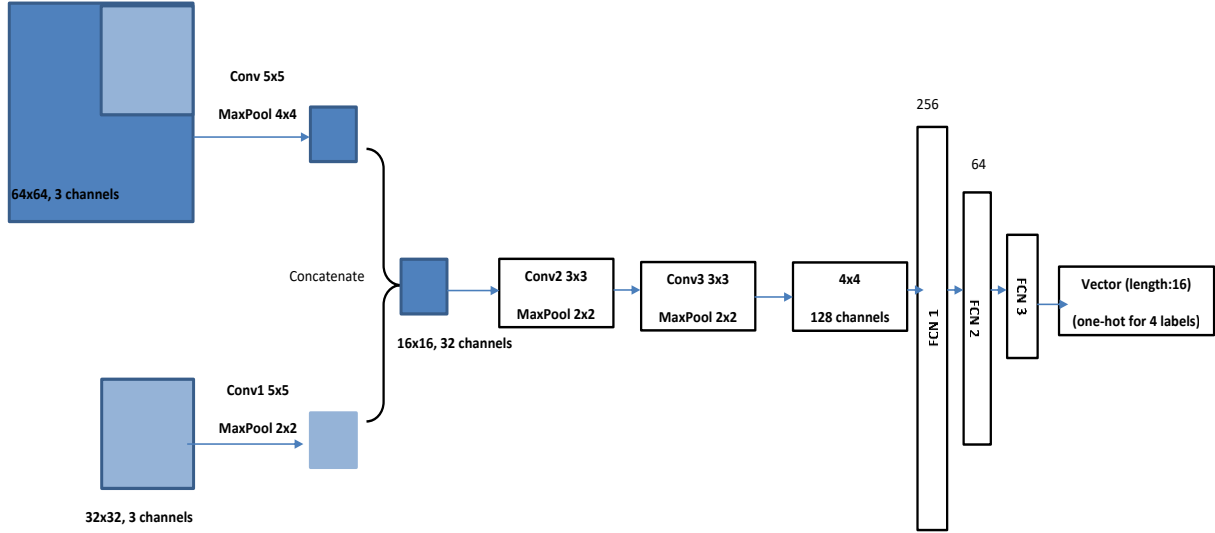 Conv 5x5
MaxPool 4x4
64x64, 3 channels
Concatenate
16x16, 32 channels
Conv1 5x5
MaxPool 2x2
32x32, 3 channels
Conv2 3x3
MaxPool 2x2
Conv3 3x3
MaxPool 2x2
4x4
128 channels
256
FCN 1
64
FCN 2
FCN 3
Vector (length:16)
(one-hot for 4 labels)